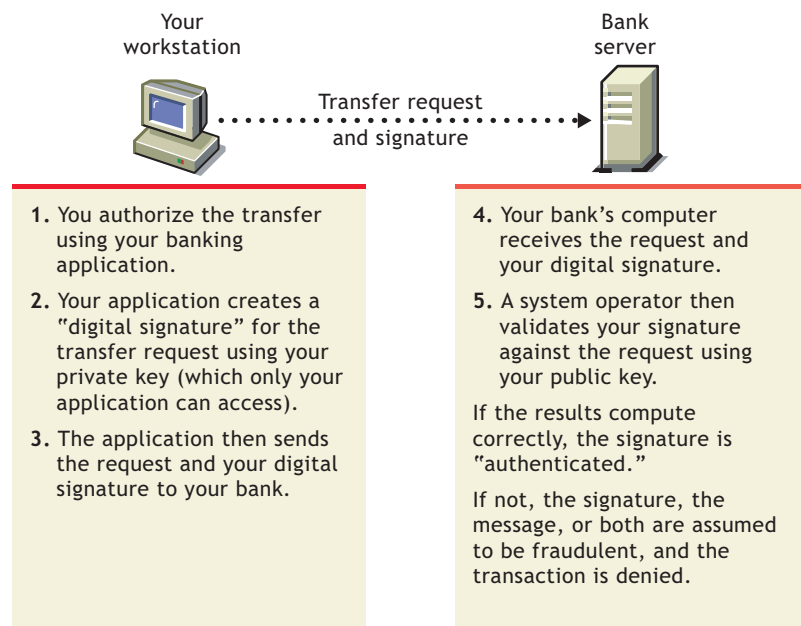 Your
workstation
Bank
server
Transfer request
and signature
1. You authorize the transfer
using your banking
application.
2. Your application creates a
“digital signature” for the
transfer request using your
private key (which only your
application can access).
3. The application then sends
the request and your digital
signature to your bank.
4. Your bank’s computer
receives the request and
your digital signature.
5. A system operator then
validates your signature
against the request using
your public key.
If the results compute
correctly, the signature is
“authenticated.”
If not, the signature, the
message, or both are assumed
to be fraudulent, and the
transaction is denied.